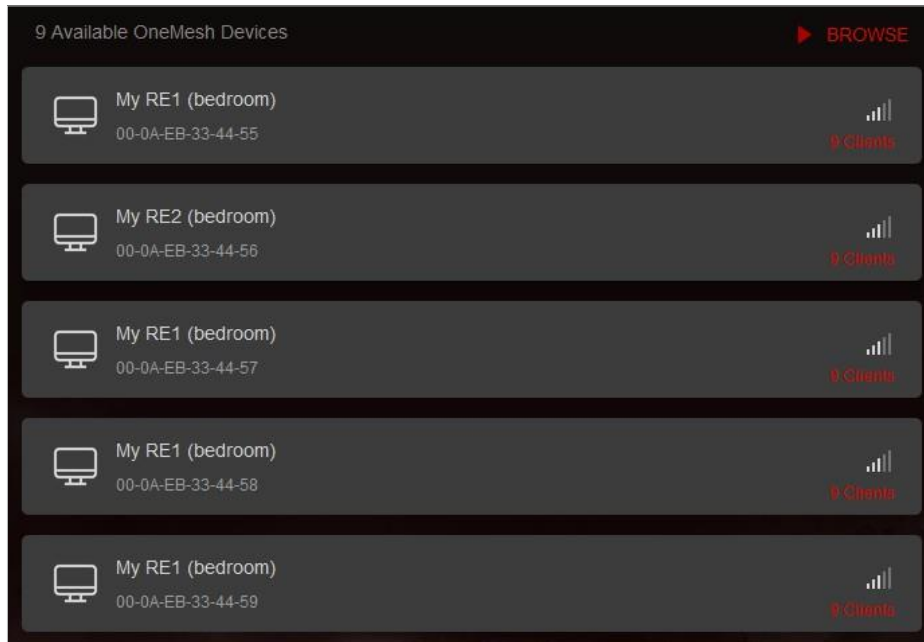 9 Available OneMesh Devices
BROWSE
My RE1 (bedroom)
00-0A-EB-33-44-55
9 Clients
My RE2 (bedroom)
00-0A-EB-33-44-56
9 Clients
My RE1 (bedroom)
00-0A-EB-33-44-57
9 Clients
My RE1 (bedroom)
00-0A-EB-33-44-58
9 Clients
My RE1 (bedroom)
00-0A-EB-33-44-59
9 Clients